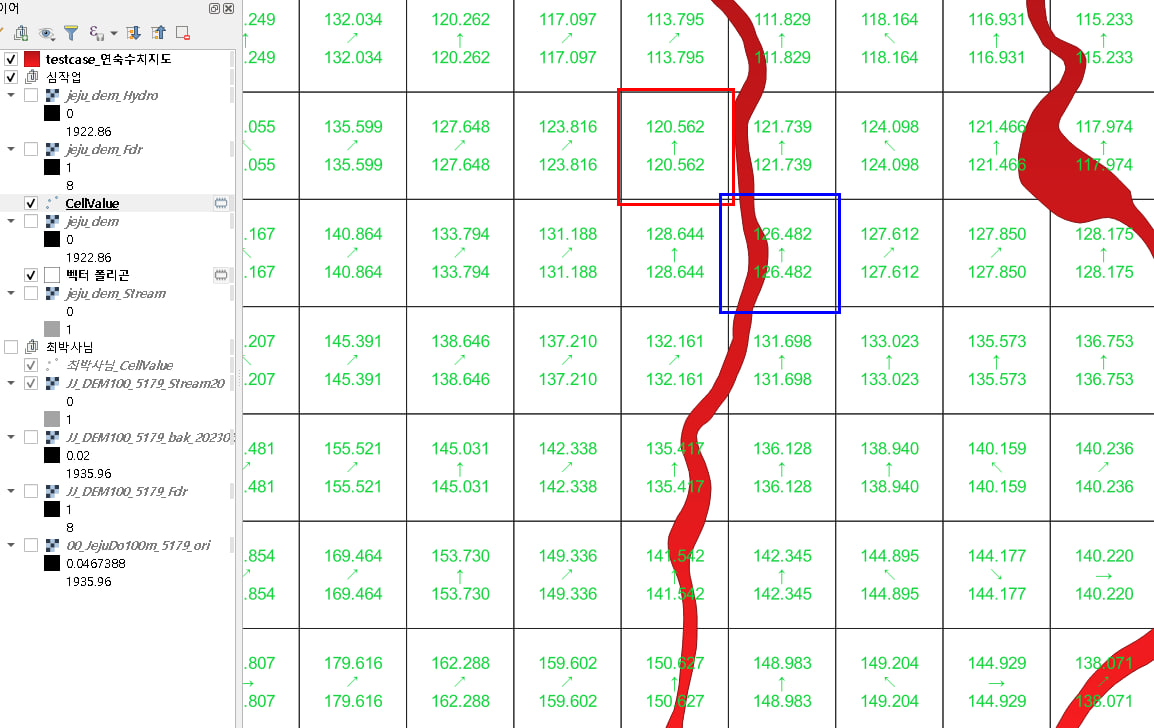 이어
testcase_연속수치지도
심작업
jeju_dem_Hydro
0
1922.86
jeju_dem_Fdr
1
8
CellValue
jeju_dem
0
1922.86
벡터 폴리곤
jeju_dem_Stream
0
1
최박사님
최박사님_CellValue
JJ_DEM100_5179_Stream20
0
1
JJ_DEM100_5179_bak_20230
0.02
1935.96
JJ_DEM100_5179_Fdr
1
8
00_JejuDo100m_5179_ori
0.0467388
1935.96
.249 132.034 120.262 117.097 113.795 111.829 118.164 116.931 115.233
.249 132.034 120.262 117.097 113.795 111.829 118.164 116.931 115.233
.055 135.599 127.648 123.816 120.562 121.739 124.098 121.466 117.974
.055 135.599 127.648 123.816 120.562 121.739 124.098 121.466 117.974
.167 140.864 133.794 131.188 128.644 126.482 127.612 127.850 128.175
.167 140.864 133.794 131.188 128.644 126.482 127.612 127.850 128.175
.207 145.391 138.646 137.210 132.161 131.698 133.023 135.573 136.753
.207 145.391 138.646 137.210 132.161 131.698 133.023 135.573 136.753
.481 155.521 145.031 142.338 135.417 136.128 138.940 140.159 140.236
.481 155.521 145.031 142.338 135.417 136.128 138.940 140.159 140.236
.854 169.464 153.730 149.336 141.542 142.345 144.895 144.177 140.220
.854 169.464 153.730 149.336 141.542 142.345 144.895 144.177 140.220
.807 179.616 162.288 159.602 150.627 148.983 149.204 144.929 138.071
.807 179.616 162.288 159.602 150.627 148.983 149.204 144.929 138.071